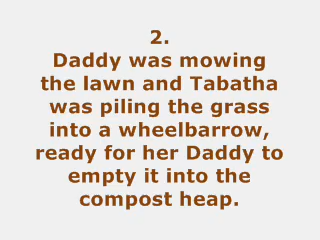 2.
Daddy was mowing
the lawn and Tabatha
was piling the grass
into a wheelbarrow,
ready for her Daddy to
empty it into the
compost heap.